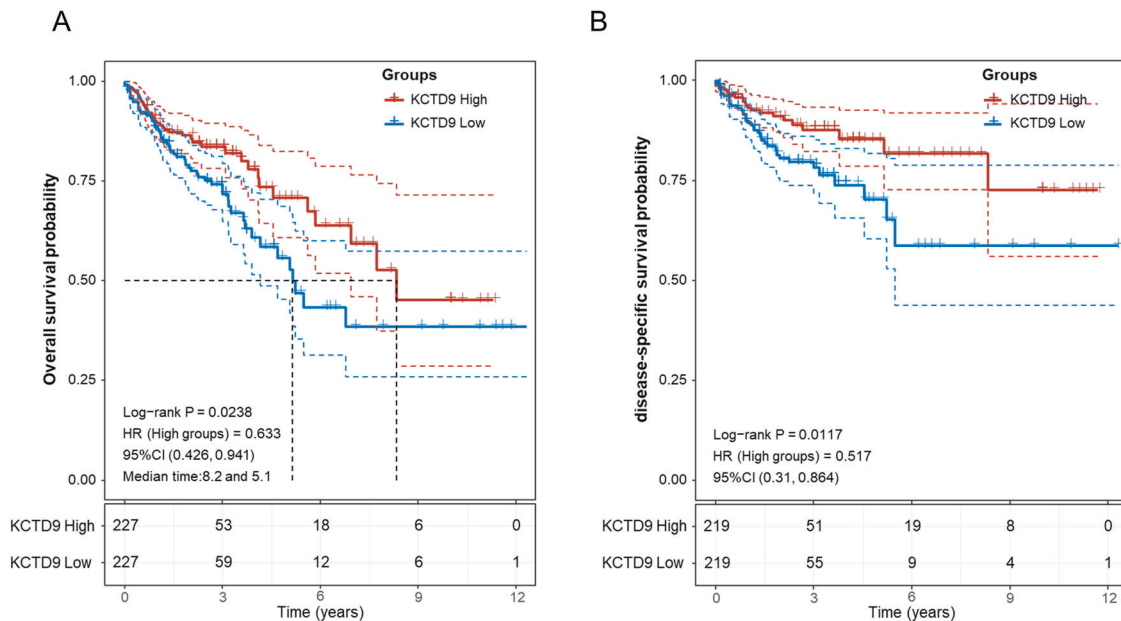 A
Overall survival probability
1.00
0.75
0.50
0.25
0.00
Groups
KCTD9 High
KCTD9 Low
Log-rank P = 0.0238
HR (High groups) = 0.633
95%CI (0.426, 0.941)
Median time:8.2 and 5.1
KCTD9 High 227 53 18 6 0
KCTD9 Low 227 59 12 6 1
0 3 6 9 12
Time (years)
B
disease-specific survival probability
1.00
0.75
0.50
0.25
0.00
Groups
KCTD9 High
KCTD9 Low
Log-rank P = 0.0117
HR (High groups) = 0.517
95%CI (0.31, 0.864)
KCTD9 High 219 51 19 8 0
KCTD9 Low 219 55 9 4 1
0 3 6 9 12
Time (years)